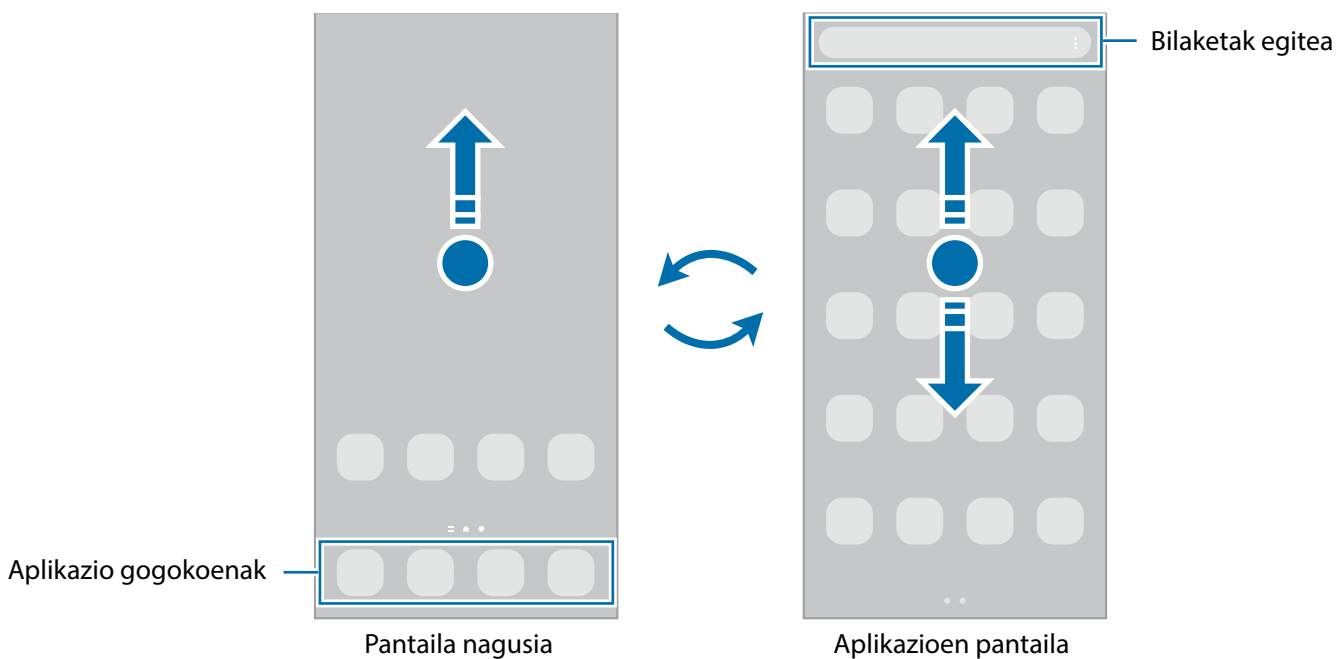 Bilaketak egitea
Aplikazio gogokoenak
Pantaila nagusia
Aplikazioen pantaila